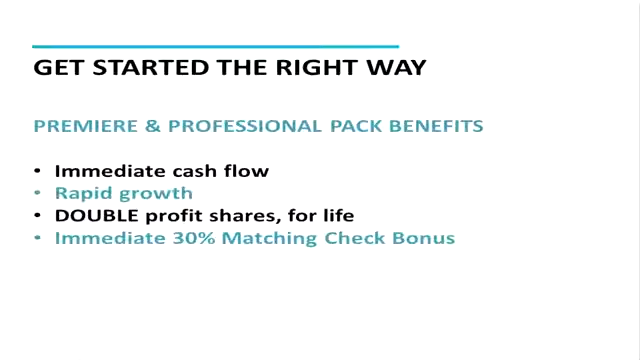 GET STARTED THE RIGHT WAY
PREMIERE & PROFESSIONAL PACK BENEFITS
• Immediate cash flow
• Rapid growth
• DOUBLE profit shares, for life
• Immediate 30% Matching Check Bonus